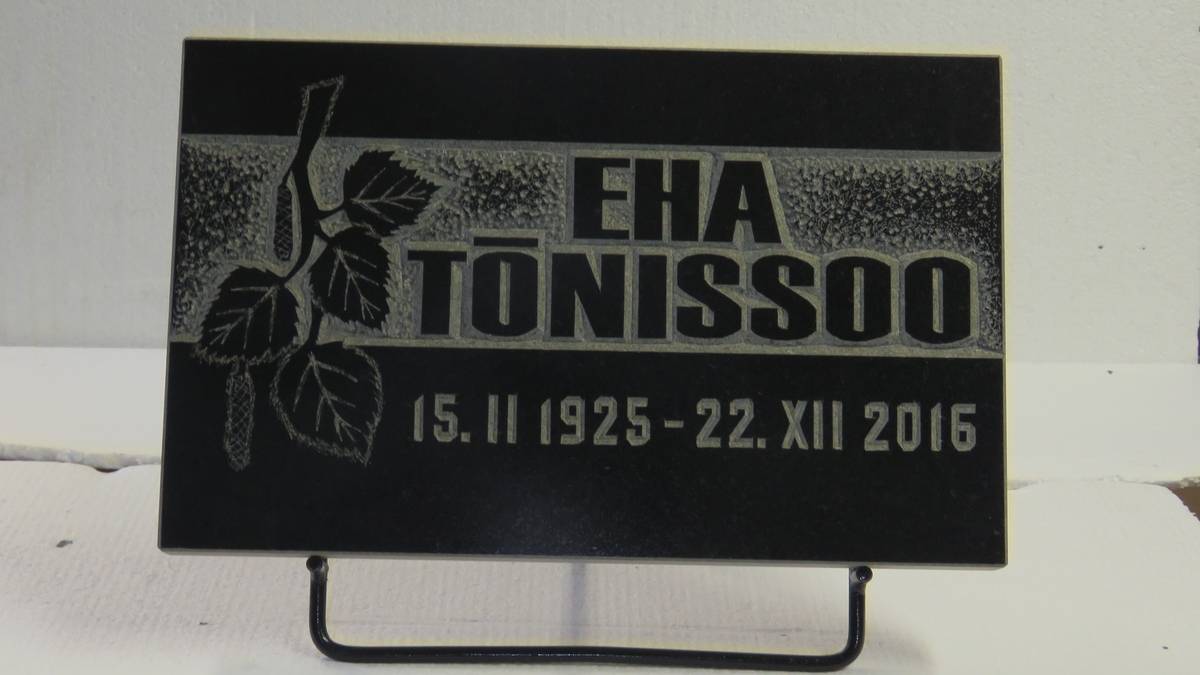 EHA
TÕNISSOO
15. II 1925 - 22. XII 2016